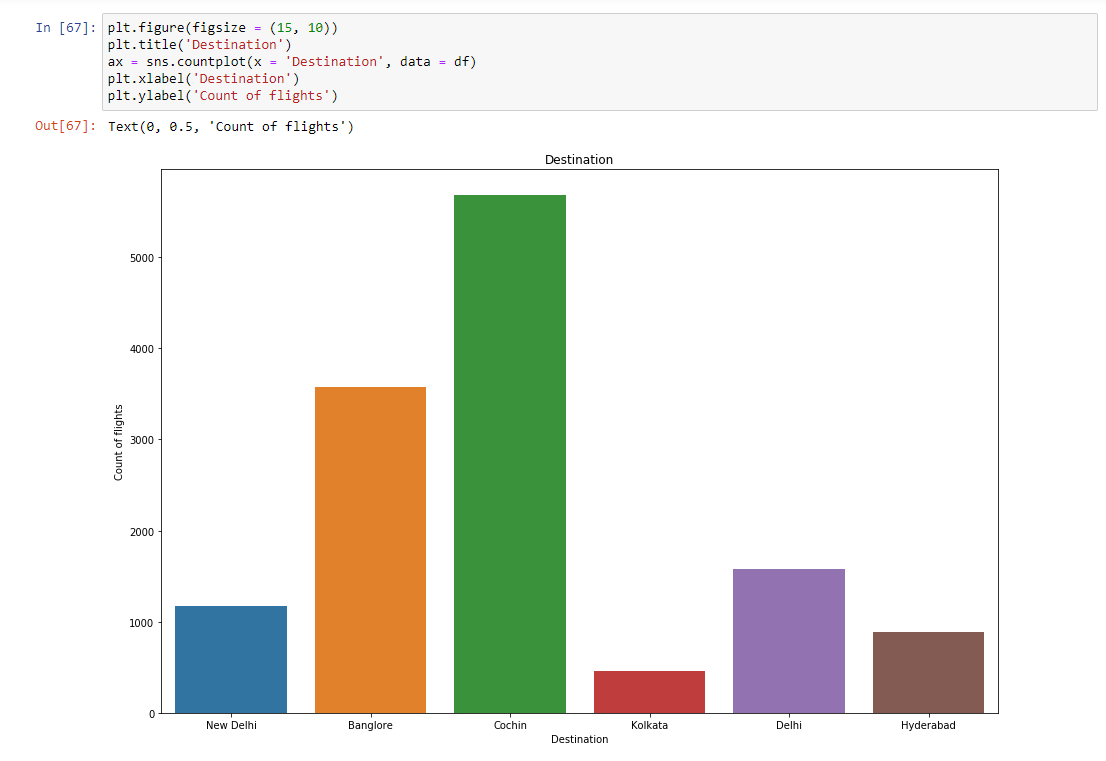 In [67]: plt.figure(figsize = (15, 10))
plt.title('Destination')
ax = sns.countplot(x = 'Destination', data = df)
plt.xlabel('Destination')
plt.ylabel('Count of flights')
Out[67]: Text(0, 0.5, 'Count of flights')
Destination
5000
4000
3000
2000
1000
0
Count of flights
New Delhi Banglore Cochin Kolkata Delhi Hyderabad
Destination